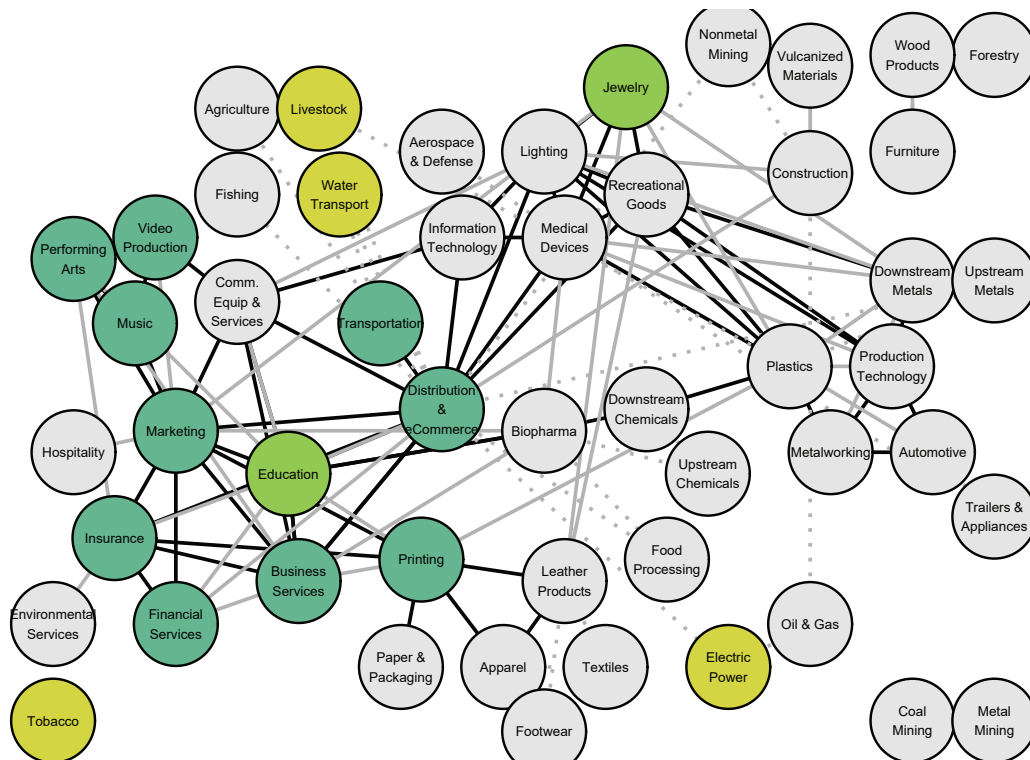 Nonmetal
Mining
Vulcanized
Materials
Wood
Products
Forestry
Jewelry
Agriculture
Livestock
Aerospace
& Defense
Lighting
Furniture
Construction
Fishing
Water
Transport
Recreational
Goods
Information
Technology
Medical
Devices
Video
Production
Performing
Arts
Downstream
Metals
Upstream
Metals
Comm.
Equip &
Services
Music
Transportation
Plastics
Production
Technology
Distribution
&
eCommerce
Downstream
Chemicals
Marketing
Biopharma
Hospitality
Education
Upstream
Chemicals
Metalworking
Automotive
Trailers &
Appliances
Insurance
Printing
Food
Processing
Business
Services
Leather
Products
Environmental
Services
Financial
Services
Oil & Gas
Paper &
Packaging
Apparel
Textiles
Electric
Power
Tobacco
Footwear
Coal
Mining
Metal
Mining